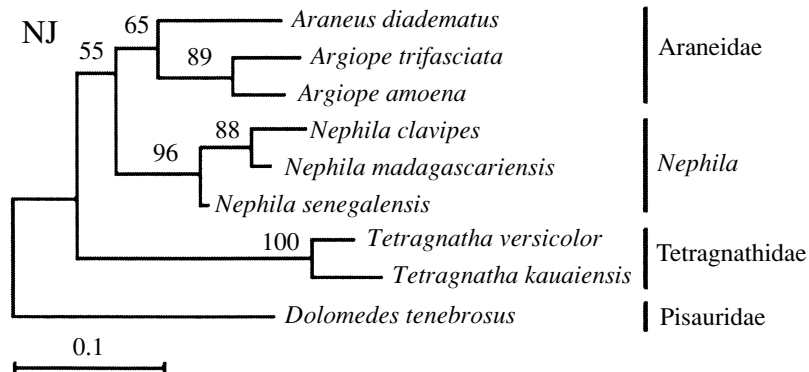 NJ
55
65
Araneus diadematus
89
Argiope trifasciata
Argiope amoena
Araneidae
96
88
Nephila clavipes
Nephila madagascariensis
Nephila senegalensis
Nephila
100
Tetragnatha versicolor
Tetragnatha kauaiensis
Tetragnathidae
Dolomedes tenebrosus
Pisauridae
0.1